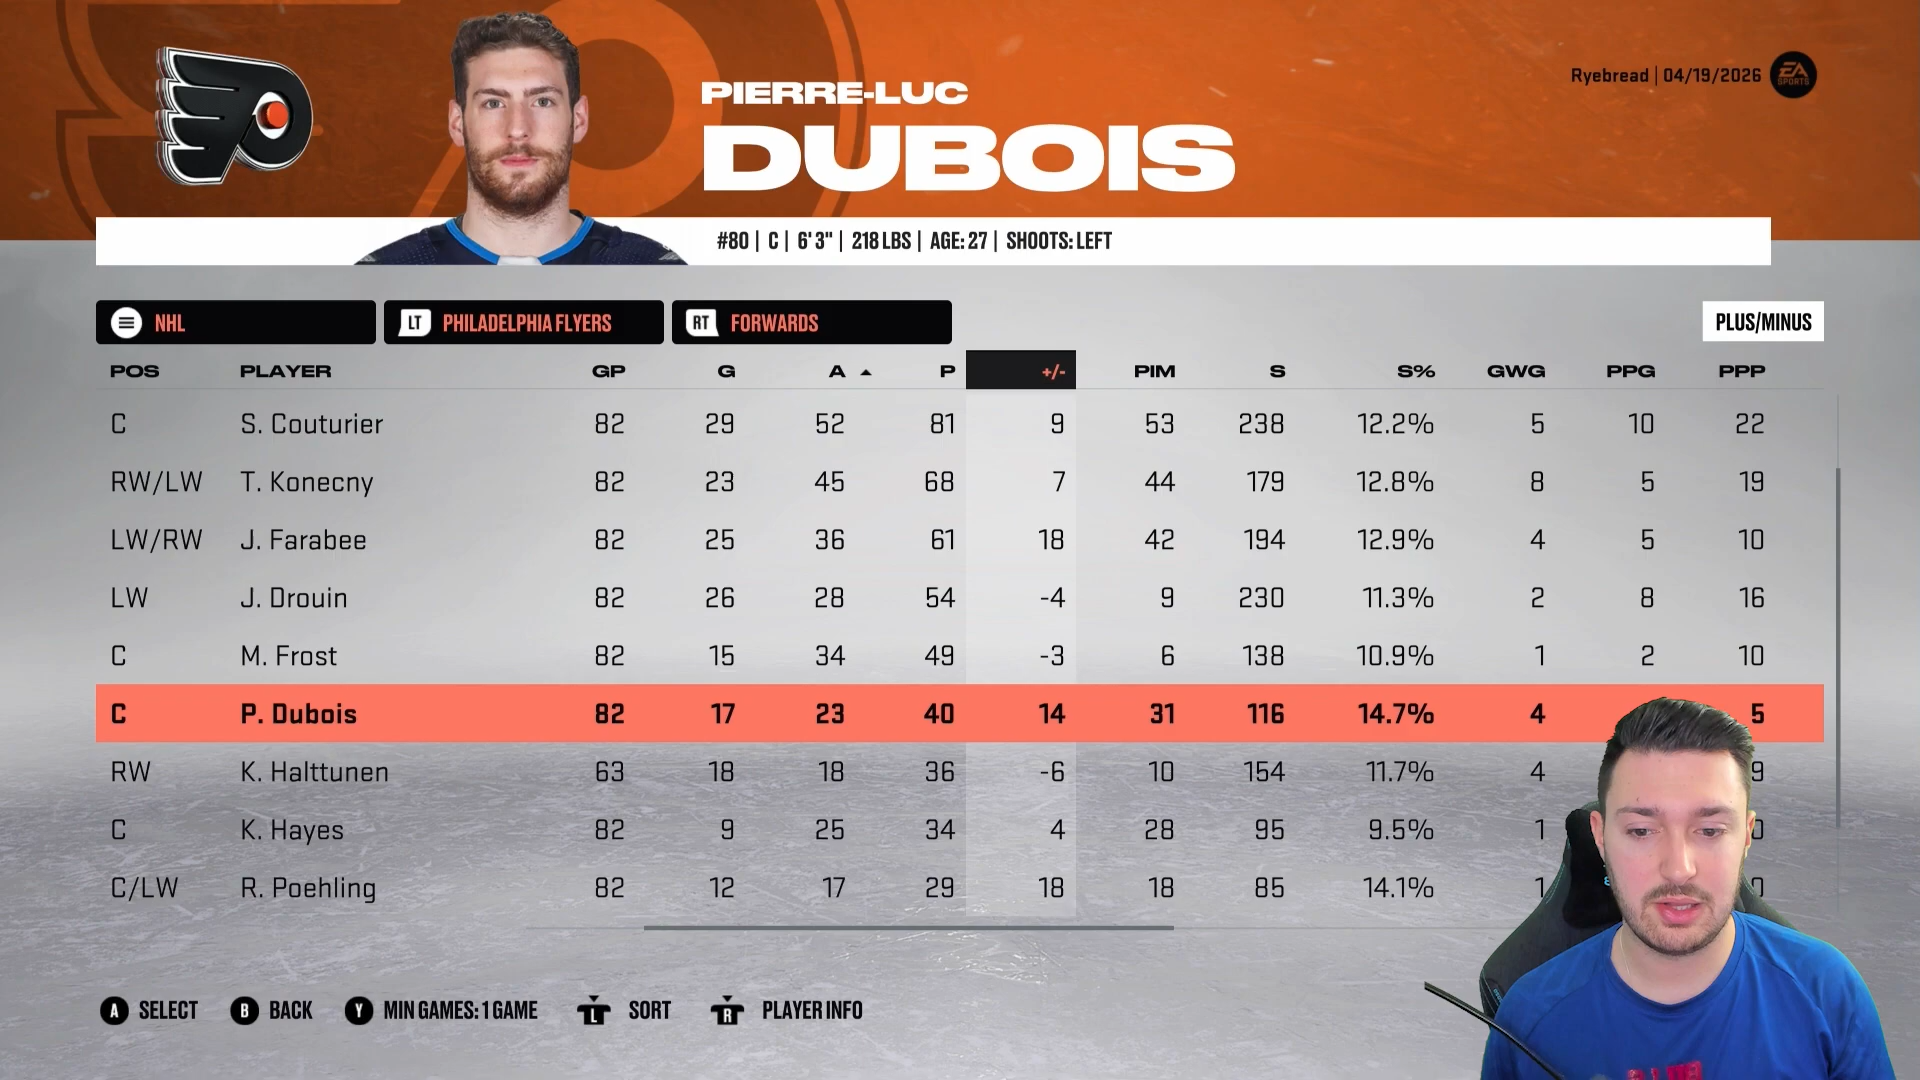 Ryebread | 04/19/2026
EA SPORTS
PIERRE-LUC
DUBOIS
#80 | C | 6' 3" | 218 LBS | AGE: 27 | SHOOTS: LEFT
NHL LT PHILADELPHIA FLYERS RT FORWARDS PLUS/MINUS
POS PLAYER GP G A P +/- PIM S S% GWG PPG PPP
C S. Couturier 82 29 52 81 9 53 238 12.2% 5 10 22
RW/LW T. Konecny 82 23 45 68 7 44 179 12.8% 8 5 19
LW/RW J. Farabee 82 25 36 61 18 42 194 12.9% 4 5 10
LW J. Drouin 82 26 28 54 -4 9 230 11.3% 2 8 16
C M. Frost 82 15 34 49 -3 6 138 10.9% 1 2 10
C P. Dubois 82 17 23 40 14 31 116 14.7% 4 5
RW K. Halttunen 63 18 18 36 -6 10 154 11.7% 4 9
C K. Hayes 82 9 25 34 4 28 95 9.5% 1
C/LW R. Poehling 82 12 17 29 18 18 85 14.1% 1
A SELECT B BACK Y MIN GAMES: 1 GAME L SORT R PLAYER INFO